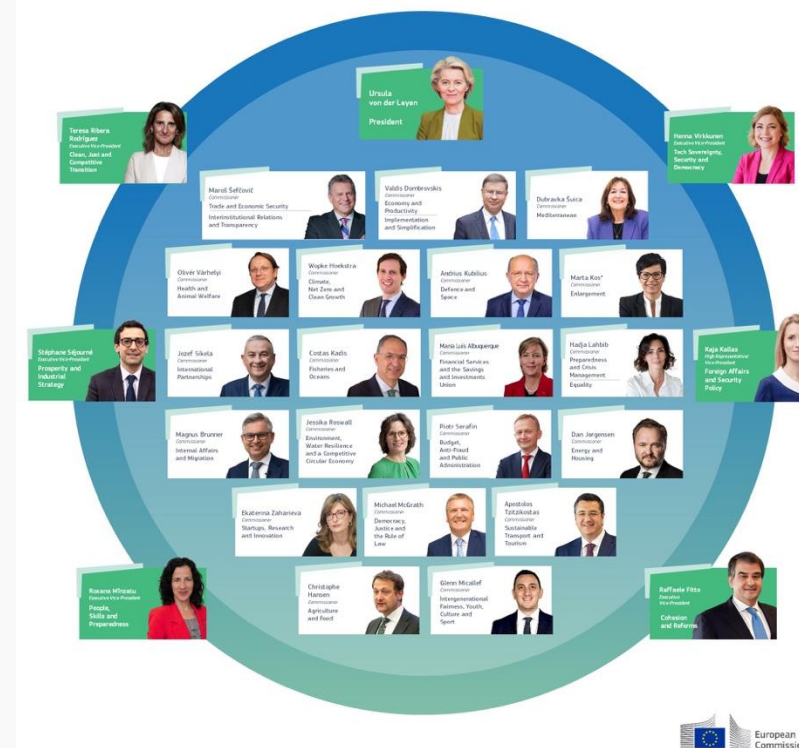 Ursula
von der Leyen
President
Teresa Ribera
Rodríguez
Executive Vice-President
Clean, Just and
Competitive
Transition
Henna Virkkunen
Executive Vice-President
Tech Sovereignty,
Security and
Democracy
Maroš Šefčovič
Commissioner
Trade and Economic Security
Interinstitutional Relations
and Transparency
Valdis Dombrovskis
Commissioner
Economy and
Productivity
Implementation
and Simplification
Dubravka Šuica
Commissioner
Mediterranean
Olivér Várhelyi
Commissioner
Health and
Animal Welfare
Wopke Hoekstra
Commissioner
Climate,
Net Zero and
Clean Growth
Andrius Kubilius
Commissioner
Defence and
Space
Marta Kos*
Commissioner
Enlargement
Stéphane Séjourné
Executive Vice-President
Prosperity and
Industrial
Strategy
Jozef Síkela
Commissioner
International
Partnerships
Costas Kadis
Commissioner
Fisheries and
Oceans
Maria Luís Albuquerque
Commissioner
Financial Services
and the Savings
and Investments
Union
Hadja Lahbib
Commissioner
Preparedness
and Crisis
Management
Equality
Kaja Kallas
High Representative/
Vice-President
Foreign Affairs
and Security
Policy
Magnus Brunner
Commissioner
Internal Affairs
and Migration
Jessika Roswall
Commissioner
Environment,
Water Resilience
and a Competitive
Circular Economy
Piotr Serafin
Commissioner
Budget,
Anti-Fraud
and Public
Administration
Dan Jørgensen
Commissioner
Energy and
Housing
Ekaterina Zaharieva
Commissioner
Startups, Research
and Innovation
Michael McGrath
Commissioner
Democracy,
Justice and
the Rule of
Law
Apostolos
Tzitzikostas
Commissioner
Sustainable
Transport and
Tourism
Roxana Mînzatu
Executive Vice-President
People,
Skills and
Preparedness
Christophe
Hansen
Commissioner
Agriculture
and Food
Glenn Micallef
Commissioner
Intergenerational
Fairness, Youth,
Culture and
Sport
Raffaele Fitto
Executive
Vice-President
Cohesion
and Reforms
European
Commissio